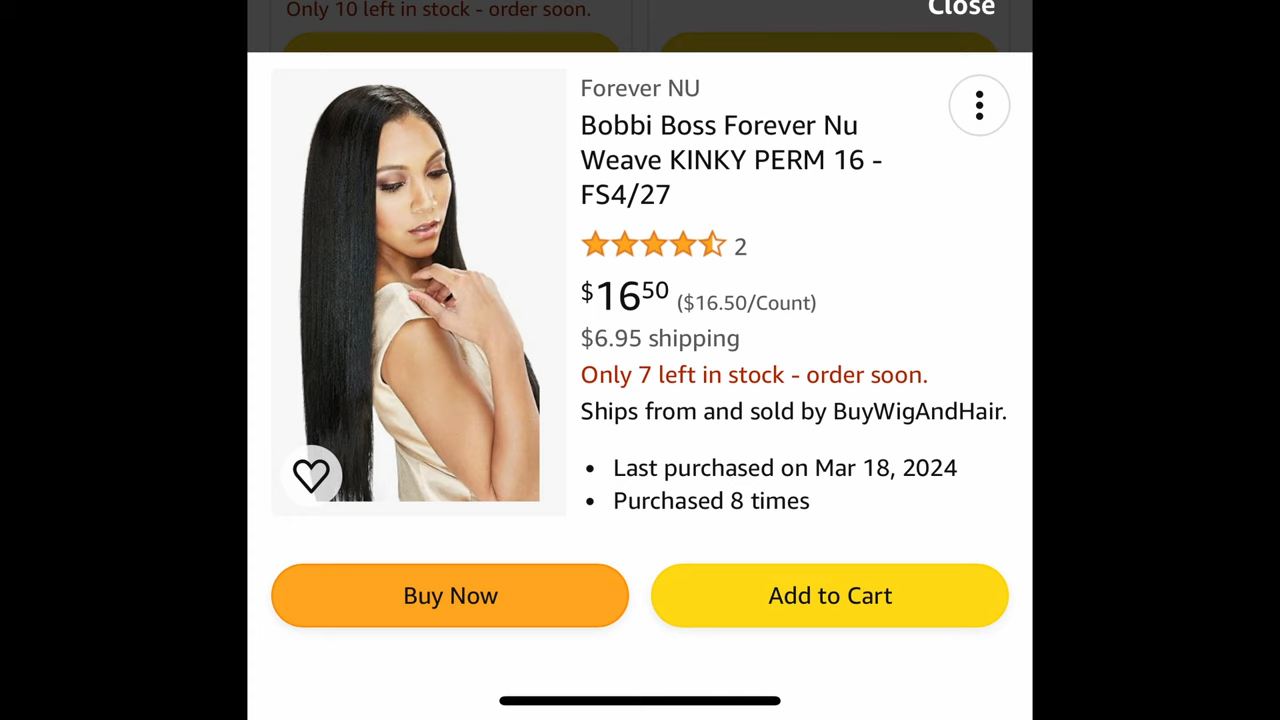 Only 10 left in stock - order soon.
Close
Forever NU
Bobbi Boss Forever Nu
Weave KINKY PERM 16 -
FS4/27
2
$1650 ($16.50/Count)
$6.95 shipping
Only 7 left in stock - order soon.
Ships from and sold by BuyWigAndHair.
• Last purchased on Mar 18, 2024
• Purchased 8 times
Buy Now
Add to Cart